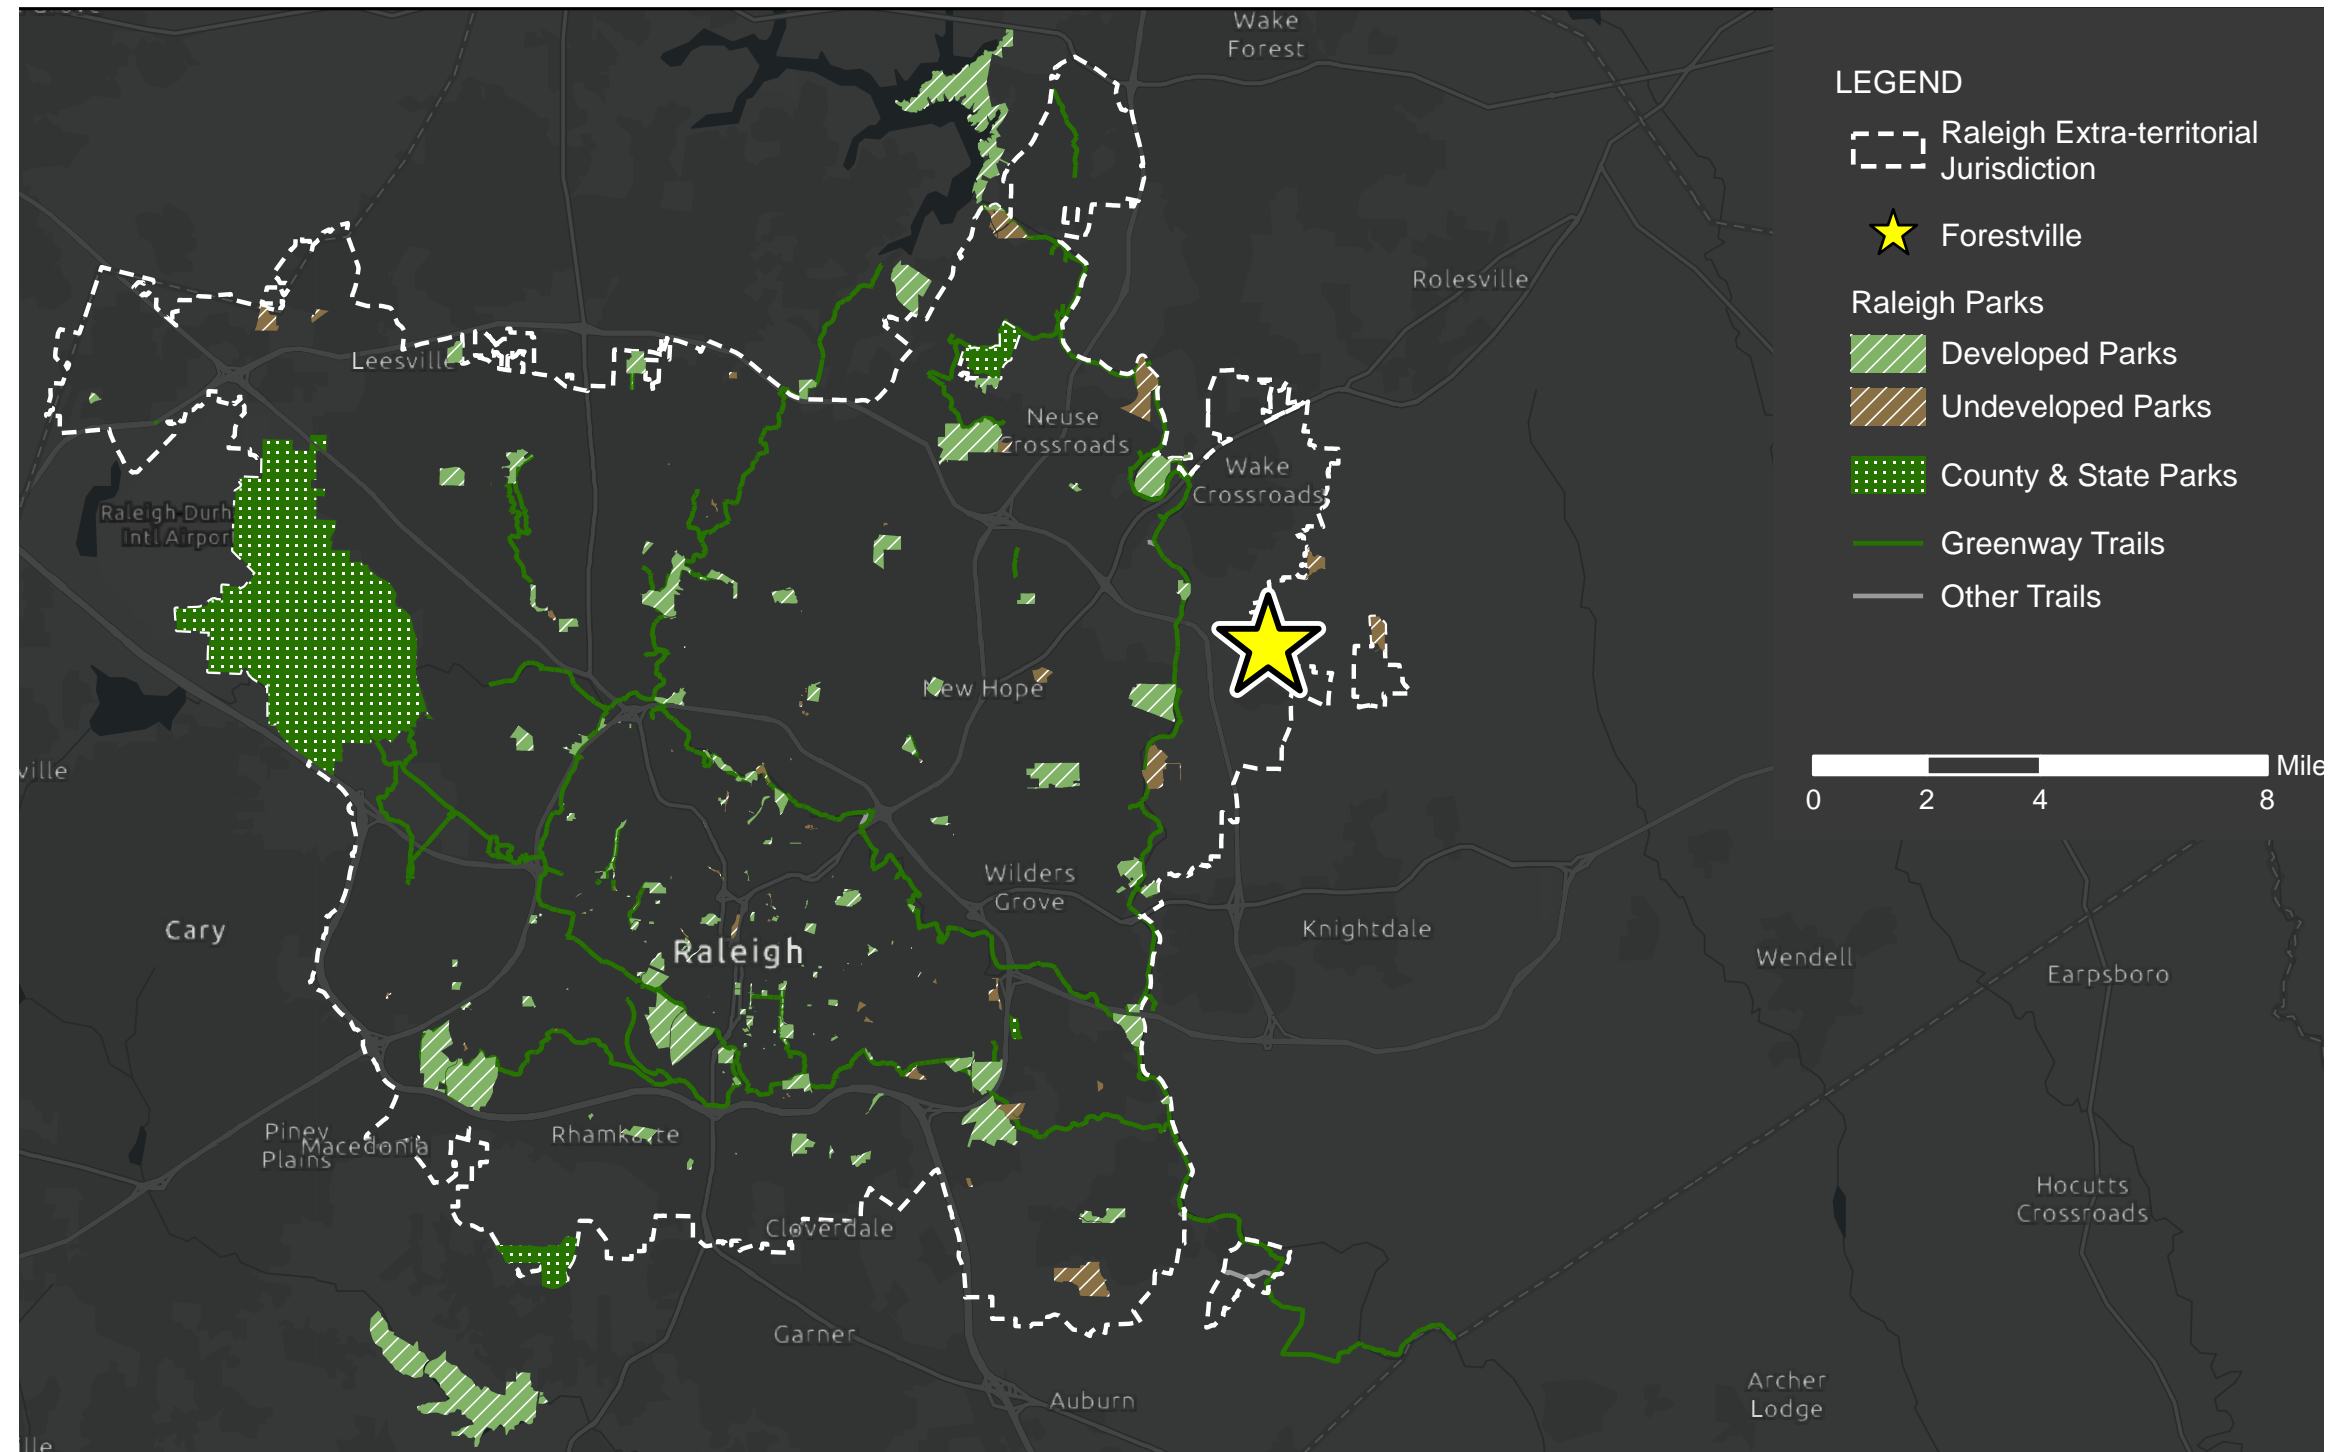 Wake
Forest
Rolesville
Leesville
Neuse
Crossroads
Wake
Crossroads
Raleigh-Durh
Intl Airpor
New Hope
ville
Wilders
Grove
Cary
Raleigh
Knightdale
Wendell
Earpsboro
Piney
Plains
Macedonia
Rhamkatte
Hocutts
Crossroads
Cloverdale
Garner
Auburn
Archer
Lodge
LEGEND
Raleigh Extra-territorial
Jurisdiction
Forestville
Raleigh Parks
Developed Parks
Undeveloped Parks
County & State Parks
Greenway Trails
Other Trails
Mile
0 2 4 8